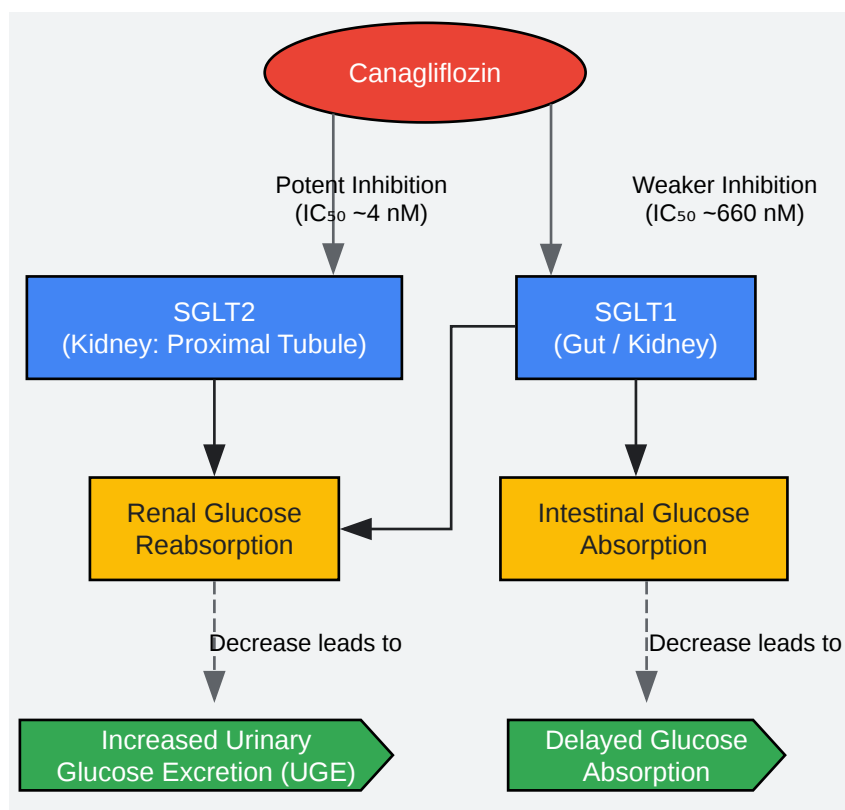 Canagliflozin
Potent Inhibition
(IC₅₀ ~4 nM)
Weaker Inhibition
(IC₅₀ ~660 nM)
SGLT2
(Kidney: Proximal Tubule)
SGLT1
(Gut / Kidney)
Renal Glucose
Reabsorption
Intestinal Glucose
Absorption
Decrease leads to
Decrease leads to
Increased Urinary
Glucose Excretion (UGE)
Delayed Glucose
Absorption